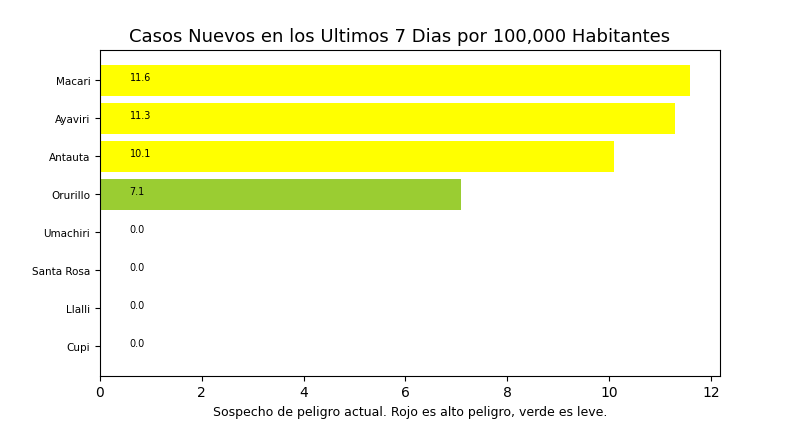 Casos Nuevos en los Ultimos 7 Dias por 100,000 Habitantes
Macari 11.6
Ayaviri 11.3
Antauta 10.1
Orurillo 7.1
Umachiri 0.0
Santa Rosa 0.0
Llalli 0.0
Cupi 0.0
0 2 4 6 8 10 12
Sospecho de peligro actual. Rojo es alto peligro, verde es leve.